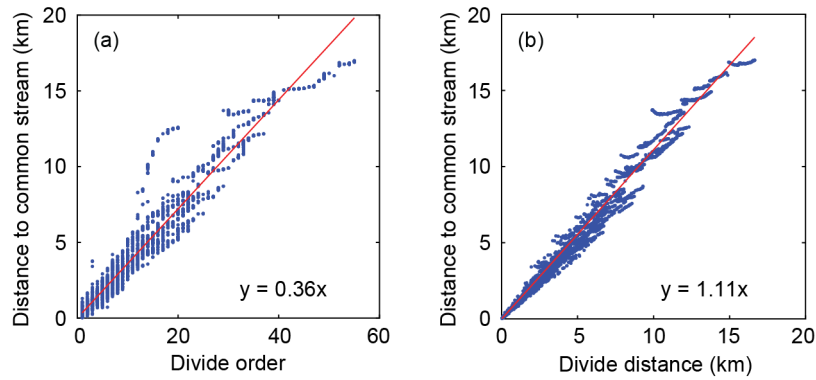 (a)
Distance to common stream (km)
20
15
10
5
0
0 20 40 60
Divide order
y = 0.36x
(b)
Distance to common stream (km)
20
15
10
5
0
0 5 10 15 20
Divide distance (km)
y = 1.11x